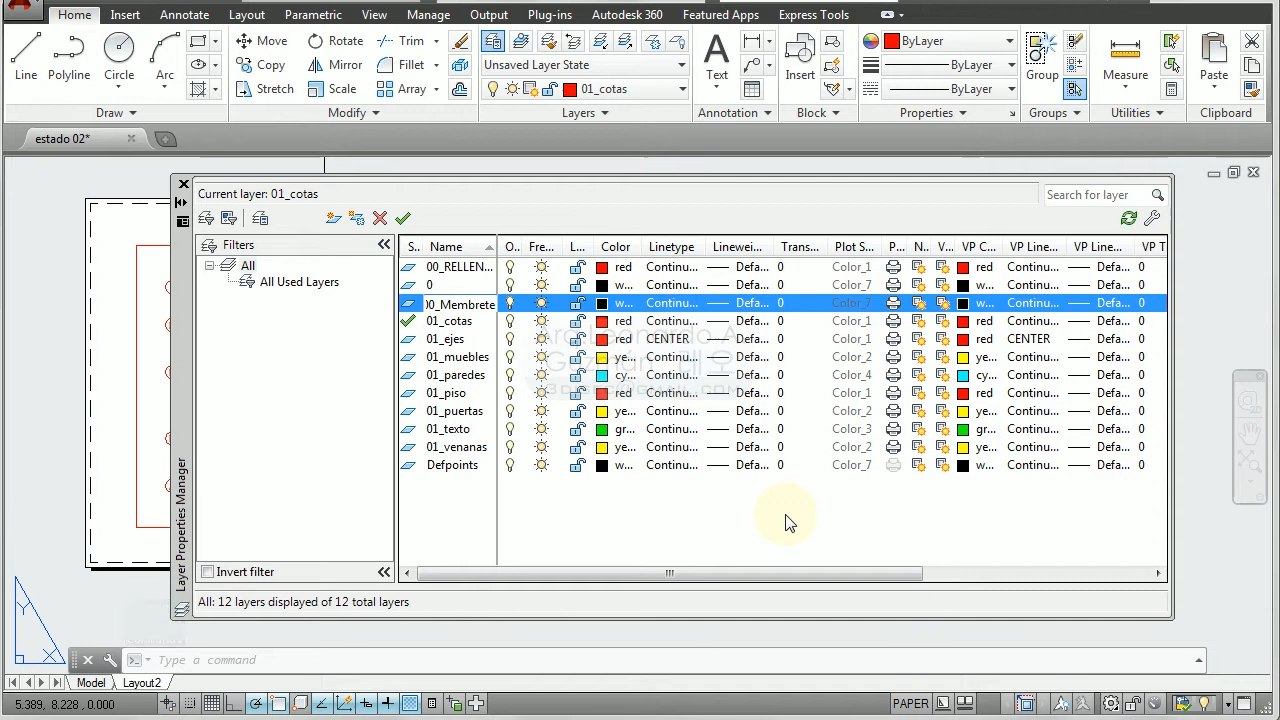 Home Insert Annotate Layout Parametric View Manage Output Plug-ins Autodesk 360 Featured Apps Express Tools
Line Polyline Circle Arc
Move Rotate Trim
Copy Mirror Fillet
Stretch Scale Array
Unsaved Layer State
01_cotas
Text Insert
ByLayer
ByLayer
ByLayer
Group Measure Paste
Draw Modify Layers Annotation Block Properties Groups Utilities Clipboard
estado 02*
Current layer: 01_cotas
Search for layer
Filters
All
All Used Layers
Invert filter
S.. Name O.. Fre... L... Color Linetype Linewei... Trans... Plot S... P... N.. V... VP C... VP Line... VP Line... VP T
00_RELLEN... red Continu... Defa... 0 Color_1 red Continu... Defa... 0
0 w... Continu... Defa... 0 Color_7 w... Continu... Defa... 0
0_Membrete w... Continu... Defa... 0 Color_7 w... Continu... Defa... 0
01_cotas red Continu... Defa... 0 Color_1 red Continu... Defa... 0
01_ejes red CENTER Defa... 0 Color_1 red CENTER Defa... 0
01_muebles ye... Continu... Defa... 0 Color_2 ye... Continu... Defa... 0
01_paredes cy... Continu... Defa... 0 Color_4 cy... Continu... Defa... 0
01_piso red Continu... Defa... 0 Color_1 red Continu... Defa... 0
01_puertas ye... Continu... Defa... 0 Color_2 ye... Continu... Defa... 0
01_texto gr... Continu... Defa... 0 Color_3 gr... Continu... Defa... 0
01_venanas ye... Continu... Defa... 0 Color_2 ye... Continu... Defa... 0
Defpoints w... Continu... Defa... 0 Color_7 w... Continu... Defa... 0
Leonardo A
All: 12 layers displayed of 12 total layers
Layer Properties Manager
Y
X
Type a command
Model Layout2
5.389, 8.228, 0.000
PAPER